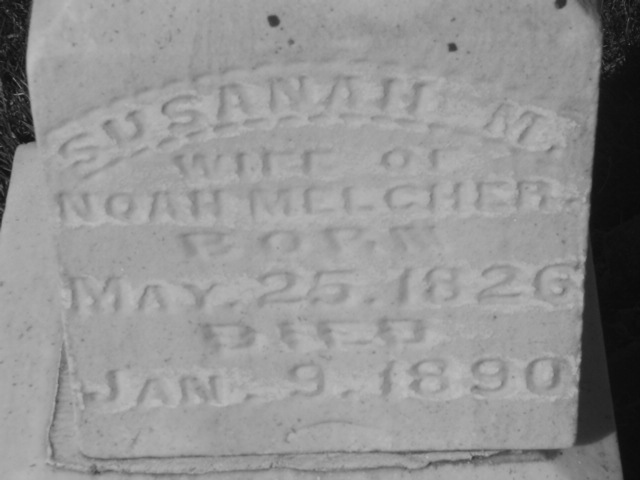 SUSANAH M.
WIFE OF
NOAH MELCHER.
BORN
MAY. 25. 1826
DIED
JAN. 9. 1890